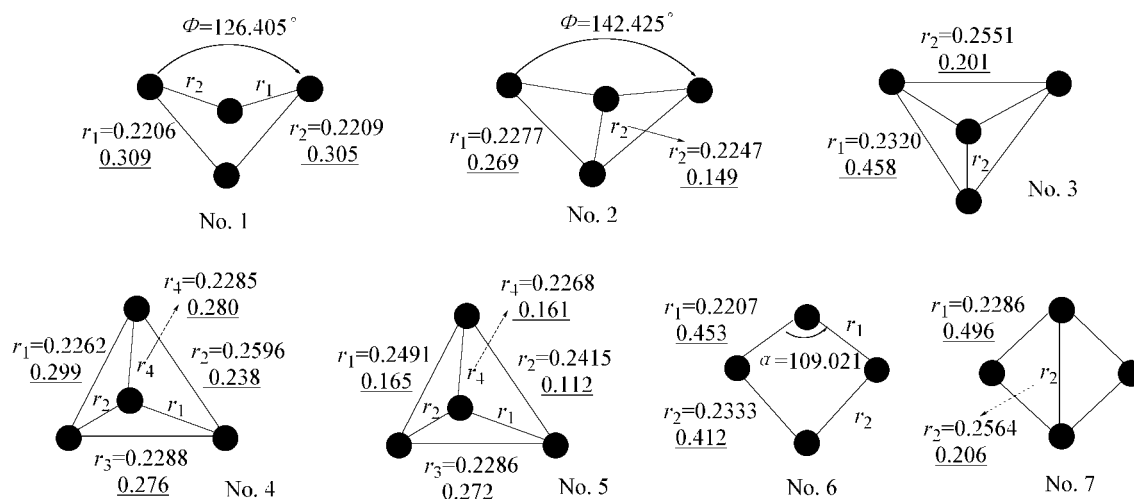 Φ=126.405°
r2 r1
r1=0.2206
0.309
r2=0.2209
0.305
No. 1
Φ=142.425°
r1=0.2277
0.269
r2
r2=0.2247
0.149
No. 2
r2=0.2551
0.201
r1=0.2320
0.458
r2
No. 3
r4=0.2285
0.280
r1=0.2262
0.299
r4
r2=0.2596
0.238
r2 r1
r3=0.2288
0.276
No. 4
r4=0.2268
0.161
r1=0.2491
0.165
r4
r2=0.2415
0.112
r2 r1
r3=0.2286
0.272
No. 5
r1=0.2207
0.453
r1
α=109.021
r2=0.2333
0.412
r2
No. 6
r1=0.2286
0.496
r2
r2=0.2564
0.206
No. 7